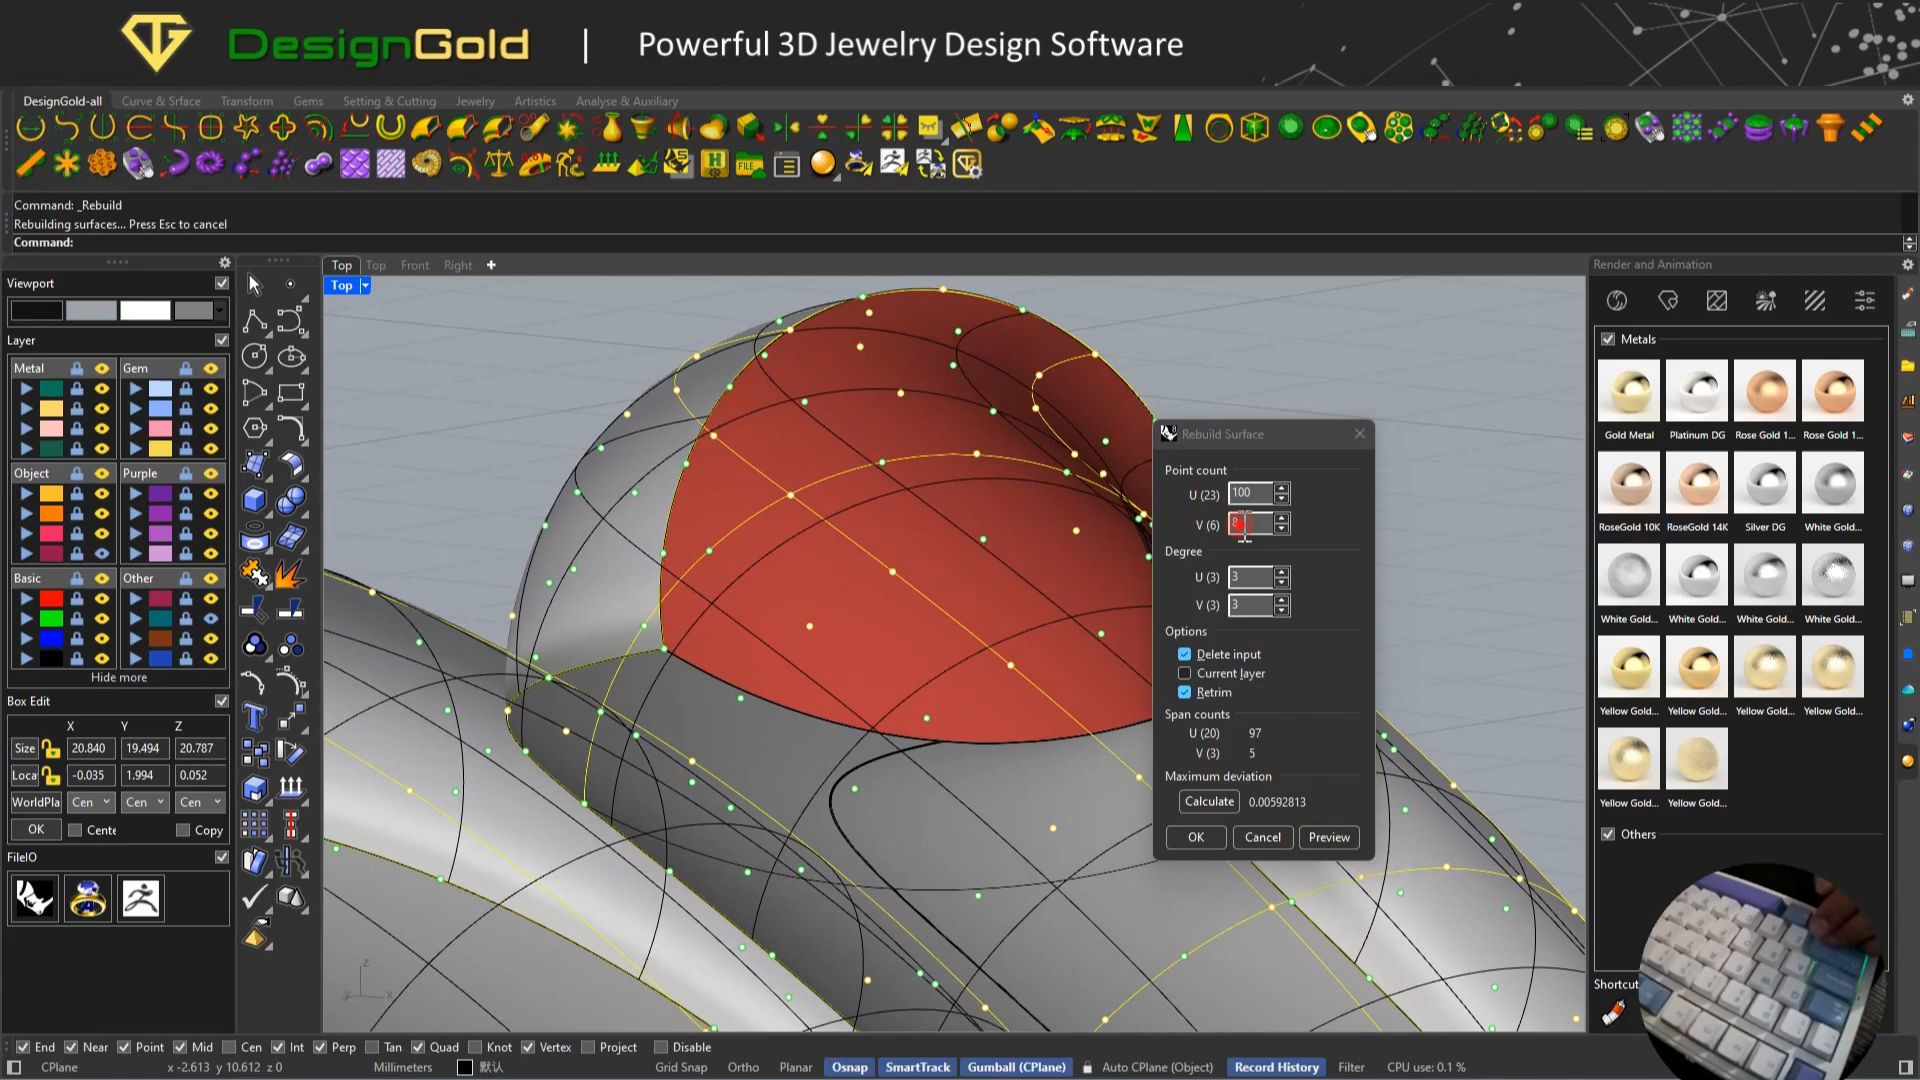 DesignGold | Powerful 3D Jewelry Design Software
DesignGold-all Curve & Srface Transform Gems Setting & Cutting Jewelry Artistics Analyse & Auxiliary
FILE
Command: _Rebuild
Rebuilding surfaces... Press Esc to cancel
Command:
Viewport
Layer
Metal Gem
Object Purple
Basic Other
Hide more
Box Edit
X Y Z
Size 20.840 19.494 20.787
Loca -0.035 1.994 0.052
WorldPla Cen Cen Cen
OK Cente Copy
FileIO
Top Top Front Right
Top
z
y x
Rebuild Surface
Point count
U (23) 100
V (6) 8
Degree
U (3) 3
V (3) 3
Options
Delete input
Current layer
Retrim
Span counts
U (20) 97
V (3) 5
Maximum deviation
Calculate 0.00592813
OK Cancel Preview
Render and Animation
Metals
Gold Metal Platinum DG Rose Gold 1... Rose Gold 1...
RoseGold 10K RoseGold 14K Silver DG White Gold...
White Gold... White Gold... White Gold... White Gold...
Yellow Gold... Yellow Gold... Yellow Gold... Yellow Gold...
Yellow Gold... Yellow Gold...
Others
Shortcut
End Near Point Mid Cen Int Perp Tan Quad Knot Vertex Project Disable
CPlane x -2.613 y 10.612 z 0 Millimeters 默认 Grid Snap Ortho Planar Osnap SmartTrack Gumball (CPlane) Auto CPlane (Object) Record History Filter CPU use: 0.1 %